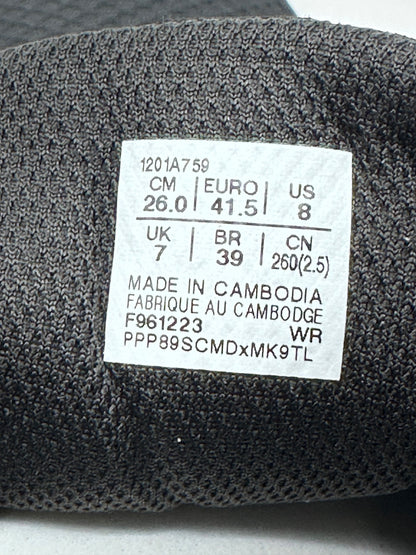 1201A759
CM EURO US
26.0 41.5 8
UK BR CN
7 39 260(2.5)
MADE IN CAMBODIA
FABRIQUE AU CAMBODGE
F961223 WR
PPP89SCMDxMK9TL